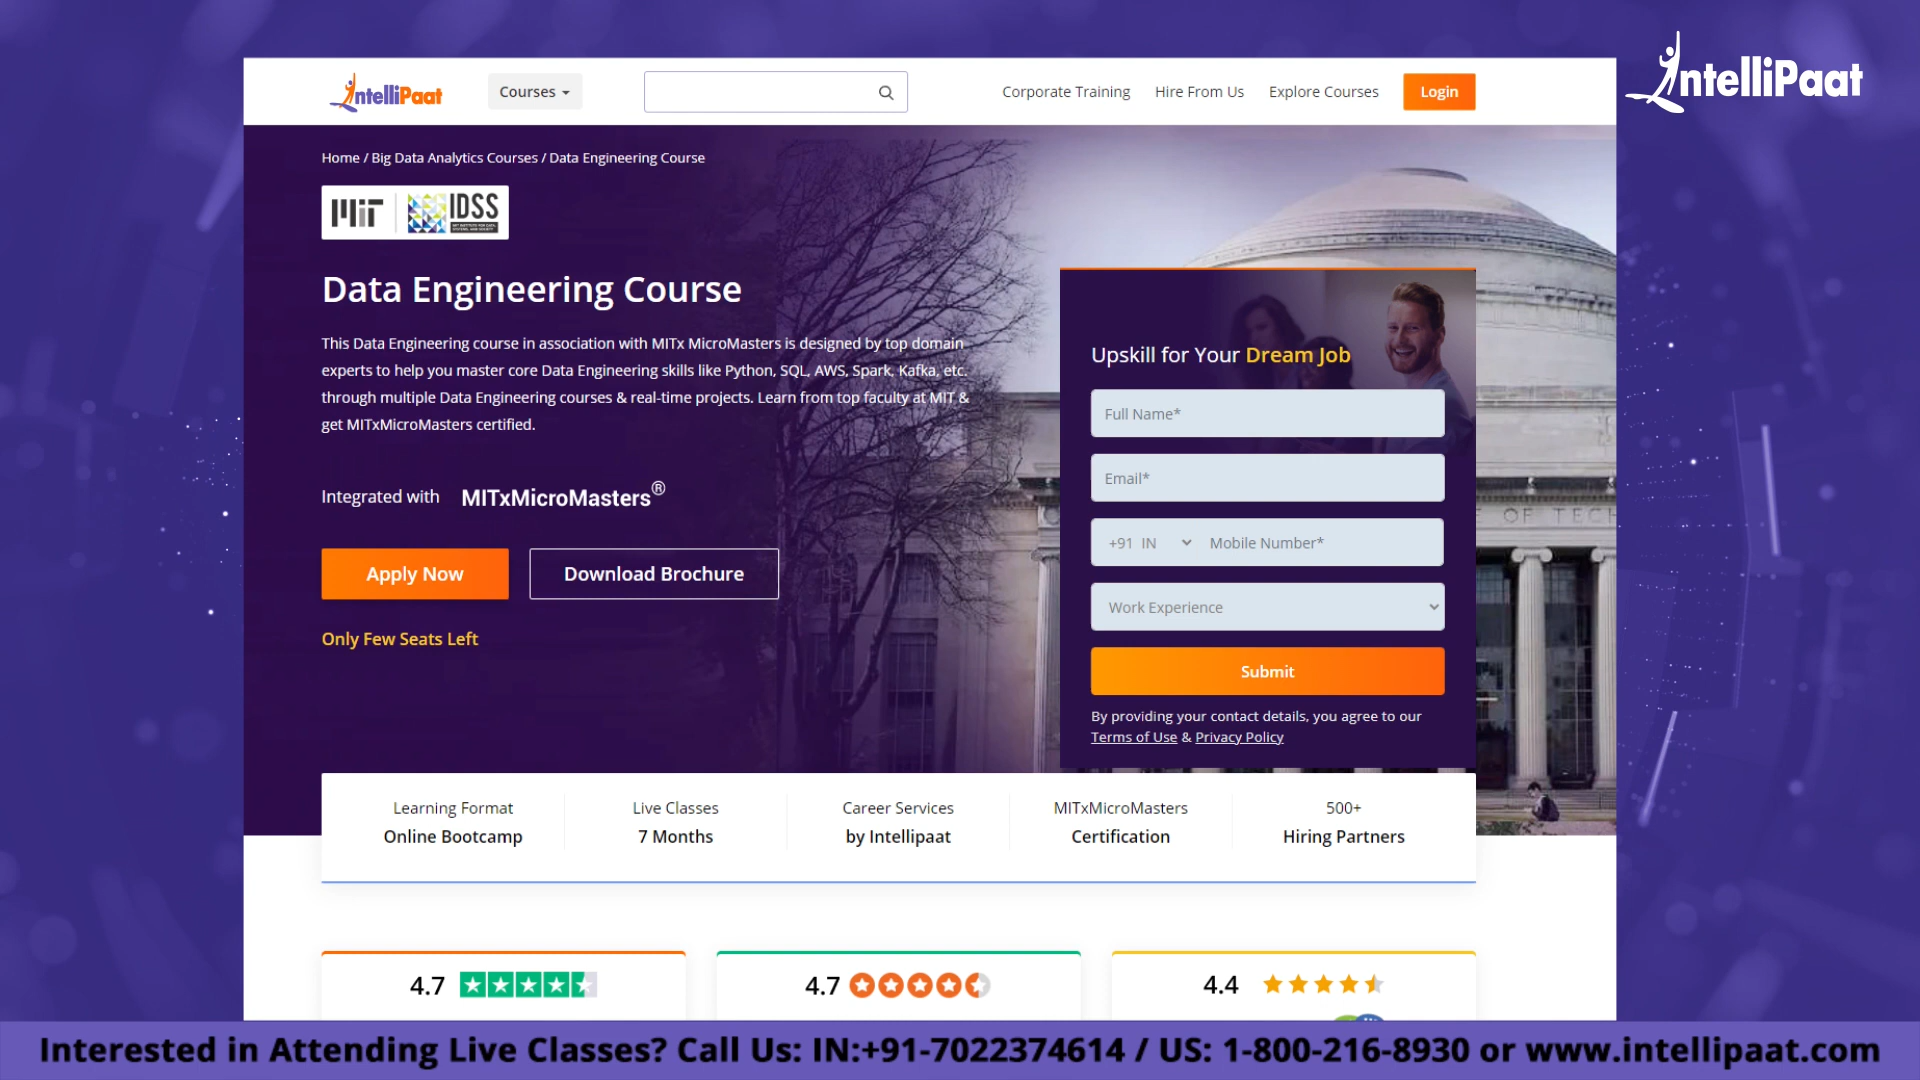 IntelliPaat
IntelliPaat
Courses
Corporate Training
Hire From Us
Explore Courses
Login
Home / Big Data Analytics Courses / Data Engineering Course
MIT IDSS
Data Engineering Course
This Data Engineering course in association with MITx MicroMasters is designed by top domain
experts to help you master core Data Engineering skills like Python, SQL, AWS, Spark, Kafka, etc.
through multiple Data Engineering courses & real-time projects. Learn from top faculty at MIT &
get MITxMicroMasters certified.
Integrated with MITxMicroMasters®
Apply Now
Download Brochure
Only Few Seats Left
Upskill for Your Dream Job
Full Name*
Email*
+91 IN Mobile Number*
Work Experience
Submit
By providing your contact details, you agree to our
Terms of Use & Privacy Policy
OF TECH
Learning Format
Online Bootcamp
Live Classes
7 Months
Career Services
by Intellipaat
MITxMicroMasters
Certification
500+
Hiring Partners
4.7
4.7
4.4
Interested in Attending Live Classes? Call Us: IN:+91-7022374614 / US: 1-800-216-8930 or www.intellipaat.com